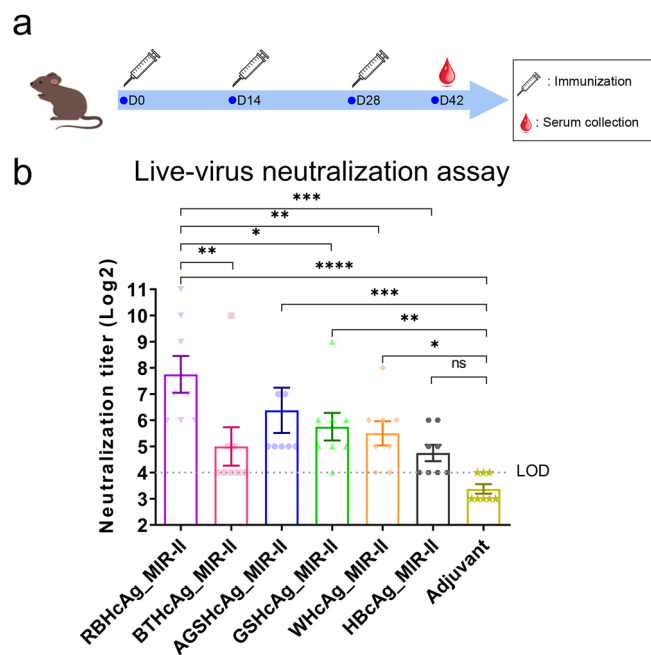 a
D0
D14
D28
D42
: Immunization
: Serum collection
b
Live-virus neutralization assay
***
**
*
**
****
***
**
*
ns
Neutralization titer (Log2)
11
10
9
8
7
6
5
4
3
2
LOD
RBHcAg_MIR-II
BTHcAg_MIR-II
AGSHcAg_MIR-II
GSHcAg_MIR-II
WHcAg_MIR-II
HBcAg_MIR-II
Adjuvant